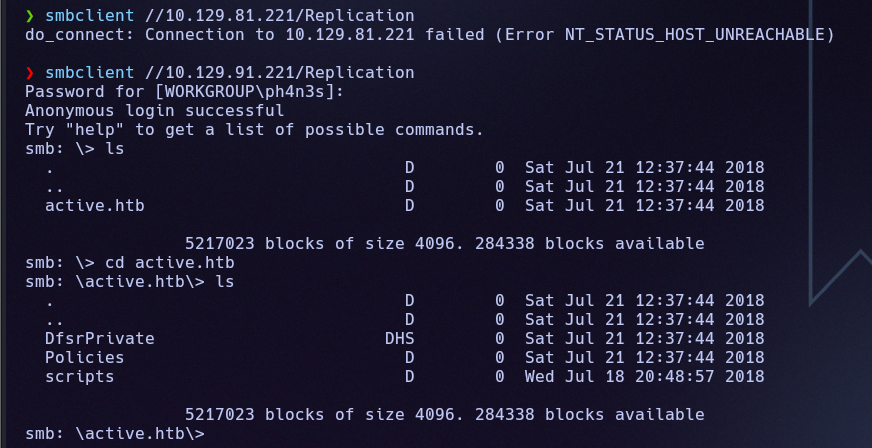 ❯ smbclient //10.129.81.221/Replication
do_connect: Connection to 10.129.81.221 failed (Error NT_STATUS_HOST_UNREACHABLE)
❯ smbclient //10.129.91.221/Replication
Password for [WORKGROUP\ph4n3s]:
Anonymous login successful
Try "help" to get a list of possible commands.
smb: \> ls
  .                                   D        0  Sat Jul 21 12:37:44 2018
  ..                                  D        0  Sat Jul 21 12:37:44 2018
  active.htb                          D        0  Sat Jul 21 12:37:44 2018
                5217023 blocks of size 4096. 284338 blocks available
smb: \> cd active.htb
smb: \active.htb\> ls
  .                                   D        0  Sat Jul 21 12:37:44 2018
  ..                                  D        0  Sat Jul 21 12:37:44 2018
  DfsrPrivate                       DHS        0  Sat Jul 21 12:37:44 2018
  Policies                            D        0  Sat Jul 21 12:37:44 2018
  scripts                             D        0  Wed Jul 18 20:48:57 2018
                5217023 blocks of size 4096. 284338 blocks available
smb: \active.htb\>